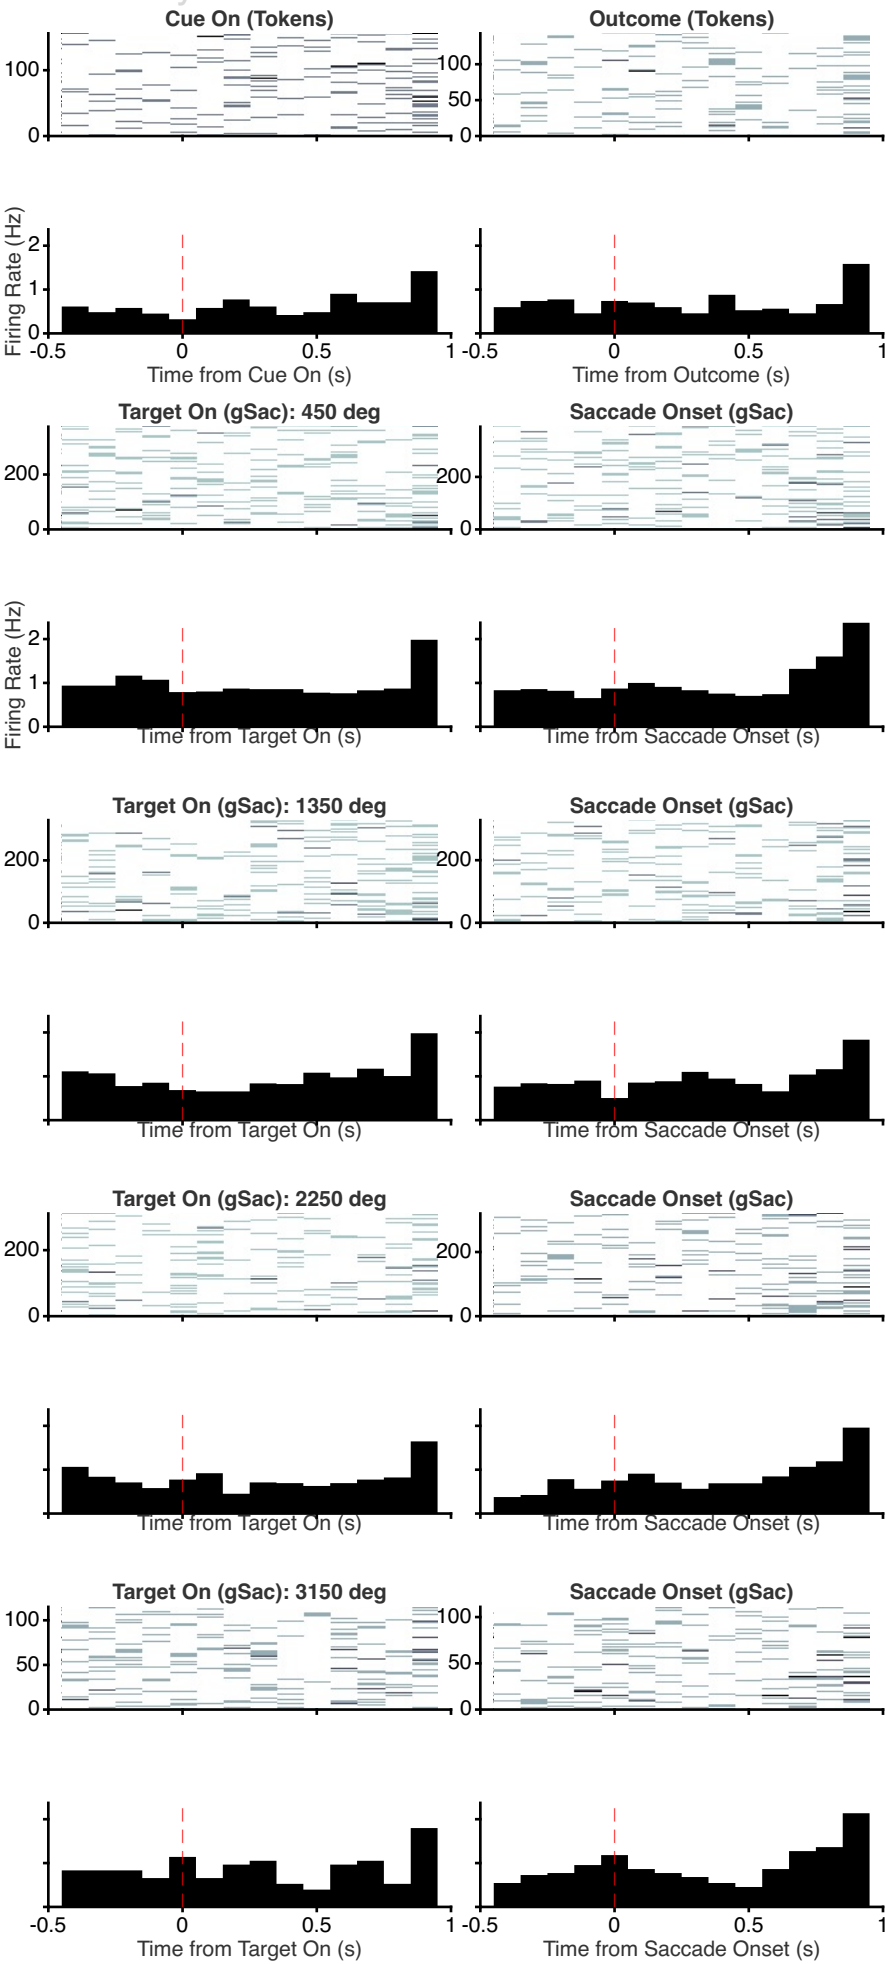 Cue On (Tokens)
Outcome (Tokens)
100
0
100
50
0
Firing Rate (Hz)
2
1
0
-0.5 0 0.5 1
Time from Cue On (s)
-0.5 0 0.5 1
Time from Outcome (s)
Target On (gSac): 450 deg
Saccade Onset (gSac)
200
0
200
0
Firing Rate (Hz)
2
1
0
Time from Target On (s)
Time from Saccade Onset (s)
Target On (gSac): 1350 deg
Saccade Onset (gSac)
200
0
200
0
Time from Target On (s)
Time from Saccade Onset (s)
Target On (gSac): 2250 deg
Saccade Onset (gSac)
200
0
200
0
Time from Target On (s)
Time from Saccade Onset (s)
Target On (gSac): 3150 deg
Saccade Onset (gSac)
100
50
0
100
50
0
-0.5 0 0.5 1
Time from Target On (s)
-0.5 0 0.5 1
Time from Saccade Onset (s)